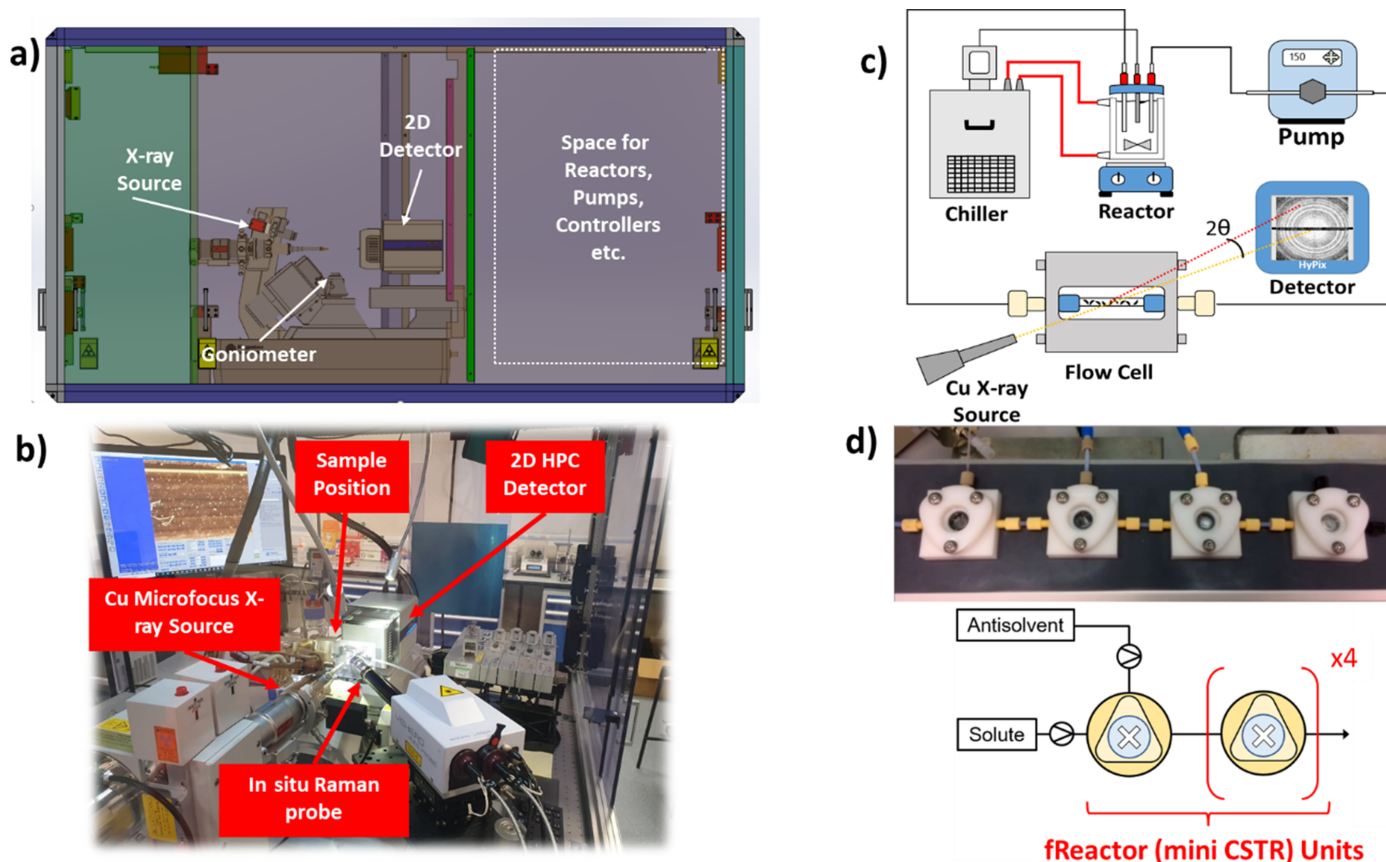 a)
X-ray
Source
2D
Detector
Goniometer
Space for
Reactors,
Pumps,
Controllers
etc.
b)
Sample
Position
2D HPC
Detector
Cu Microfocus X-
ray Source
In situ Raman
probe
c)
150
Pump
Chiller
Reactor
2θ
HyPix
Detector
Flow Cell
Cu X-ray
Source
d)
Antisolvent
x4
Solute
fReactor (mini CSTR) Units